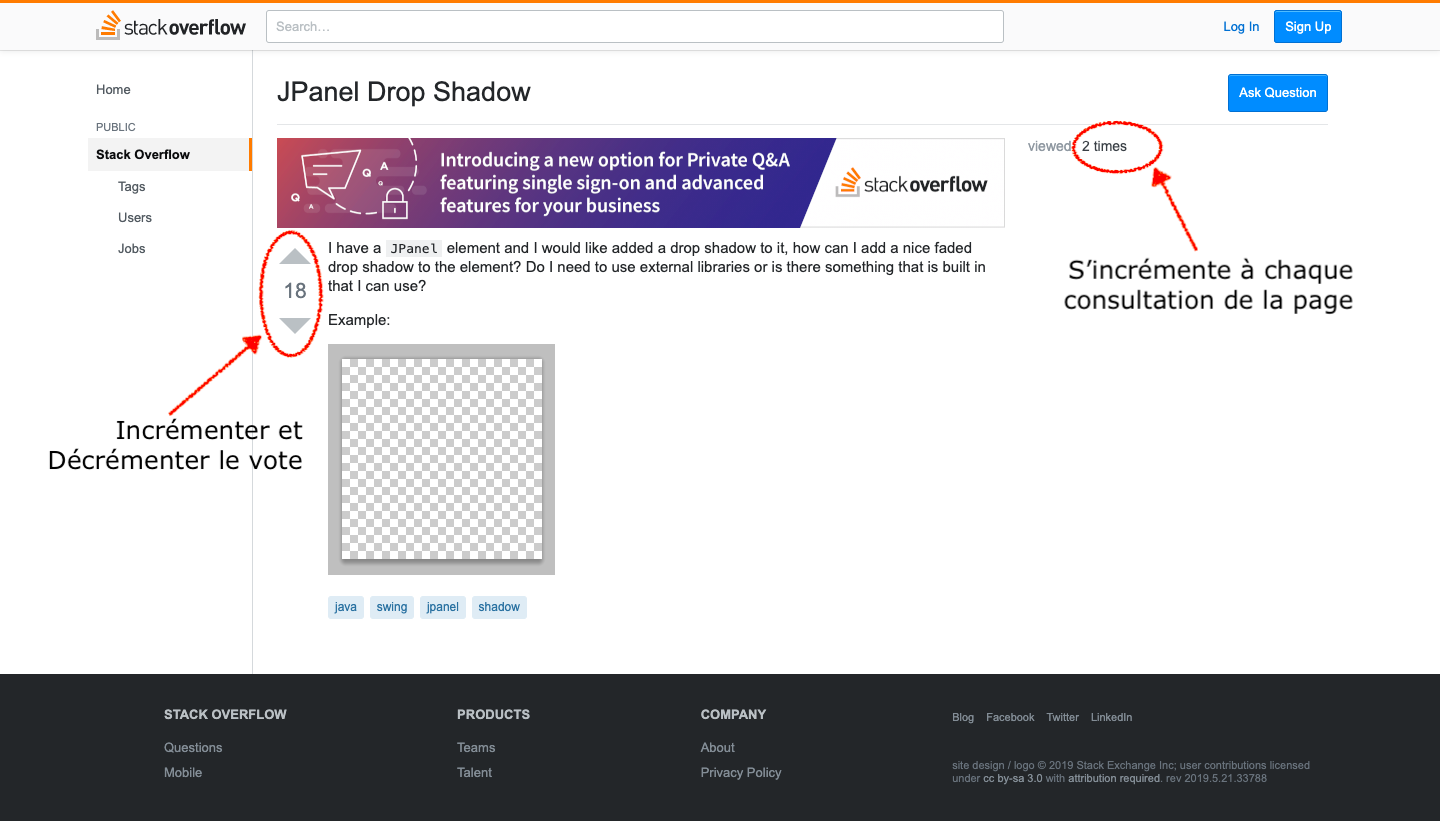 stackoverflow
Search…
Log In
Sign Up
Home
PUBLIC
Stack Overflow
Tags
Users
Jobs
JPanel Drop Shadow
Ask Question
Introducing a new option for Private Q&A
featuring single sign-on and advanced
features for your business
Q
A
Q
A
Q
A
stackoverflow
viewed 2 times
S’incrémente à chaque
consultation de la page
18
I have a JPanel element and I would like added a drop shadow to it, how can I add a nice faded
drop shadow to the element? Do I need to use external libraries or is there something that is built in
that I can use?
Example:
Incrémenter et
Décrémenter le vote
java swing jpanel shadow
STACK OVERFLOW
Questions
Mobile
PRODUCTS
Teams
Talent
COMPANY
About
Privacy Policy
Blog Facebook Twitter LinkedIn
site design / logo © 2019 Stack Exchange Inc; user contributions licensed
under cc by-sa 3.0 with attribution required. rev 2019.5.21.33788